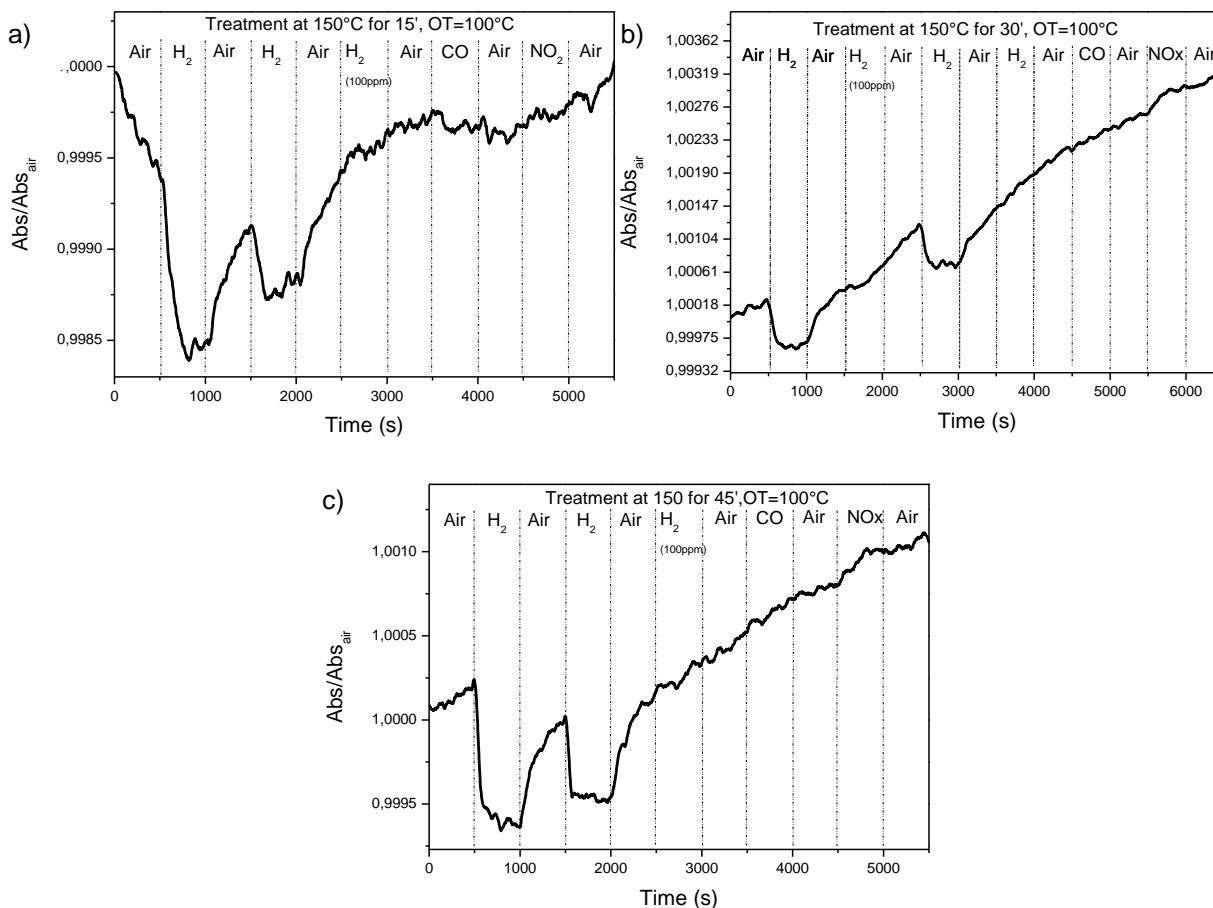 a)
Treatment at 150°C for 15', OT=100°C
Air H₂ Air H₂ Air H₂ Air CO Air NO₂ Air
(100ppm)
,0000
0,9995
0,9990
0,9985
Abs/Abs_air
0 1000 2000 3000 4000 5000
Time (s)
b)
Treatment at 150°C for 30', OT=100°C
Air H₂ Air H₂ Air H₂ Air H₂ Air CO Air NOx Air
(100ppm)
1,00362
1,00319
1,00276
1,00233
1,00190
1,00147
1,00104
1,00061
1,00018
0,99975
0,99932
Abs/Abs_air
0 1000 2000 3000 4000 5000 6000
Time (s)
c)
Treatment at 150 for 45',OT=100°C
Air H₂ Air H₂ Air H₂ Air CO Air NOx Air
(100ppm)
1,0010
1,0005
1,0000
0,9995
Abs/Abs_air
0 1000 2000 3000 4000 5000
Time (s)